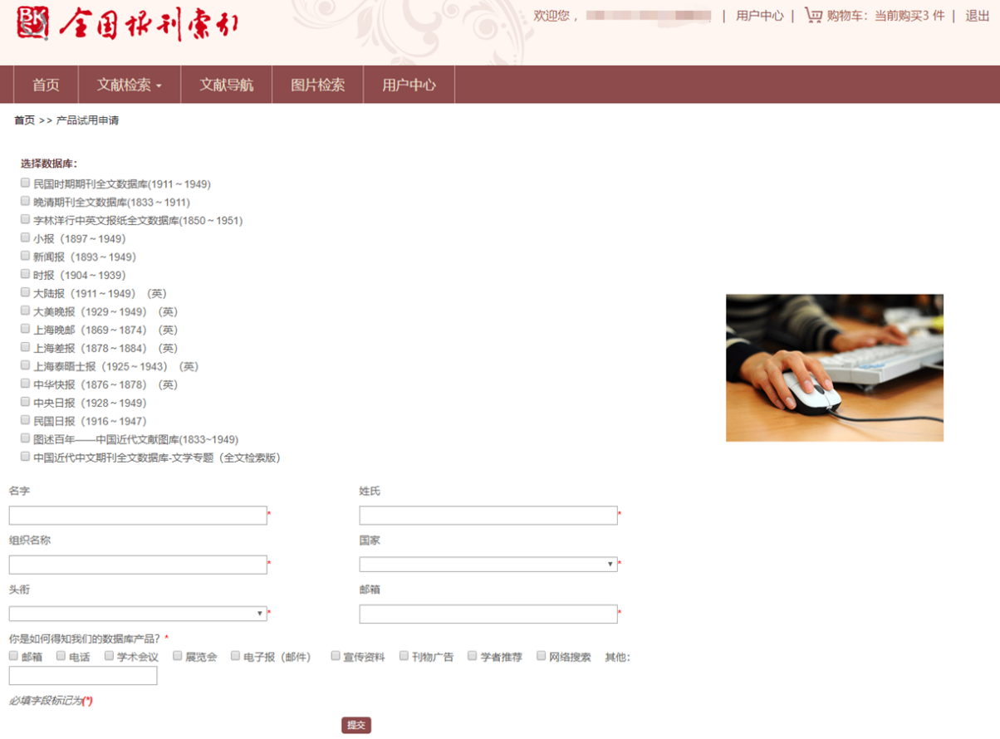 BK 全国报刊索引
欢迎您， | 用户中心 | 购物车：当前购买3 件 | 退出
首页 文献检索 文献导航 图片检索 用户中心
首页 >> 产品试用申请
选择数据库：
民国时期期刊全文数据库(1911～1949)
晚清期刊全文数据库(1833～1911)
字林洋行中英文报纸全文数据库(1850～1951)
小报（1897～1949）
新闻报（1893～1949）
时报（1904～1939）
大陆报（1911～1949）（英）
大美晚报（1929～1949）（英）
上海晚邮（1869～1874）（英）
上海差报（1878～1884）（英）
上海泰晤士报（1925～1943）（英）
中华快报（1876～1878）（英）
中央日报（1928～1949）
民国日报（1916～1947）
图述百年——中国近代文献图库(1833~1949)
中国近代中文期刊全文数据库-文学专题（全文检索版）
名字 姓氏
* *
组织名称 国家
* *
头衔 邮箱
* *
你是如何得知我们的数据库产品？*
邮箱 电话 学术会议 展览会 电子报（邮件） 宣传资料 刊物广告 学者推荐 网络搜索 其他：
必填字段标记为(*)
提交